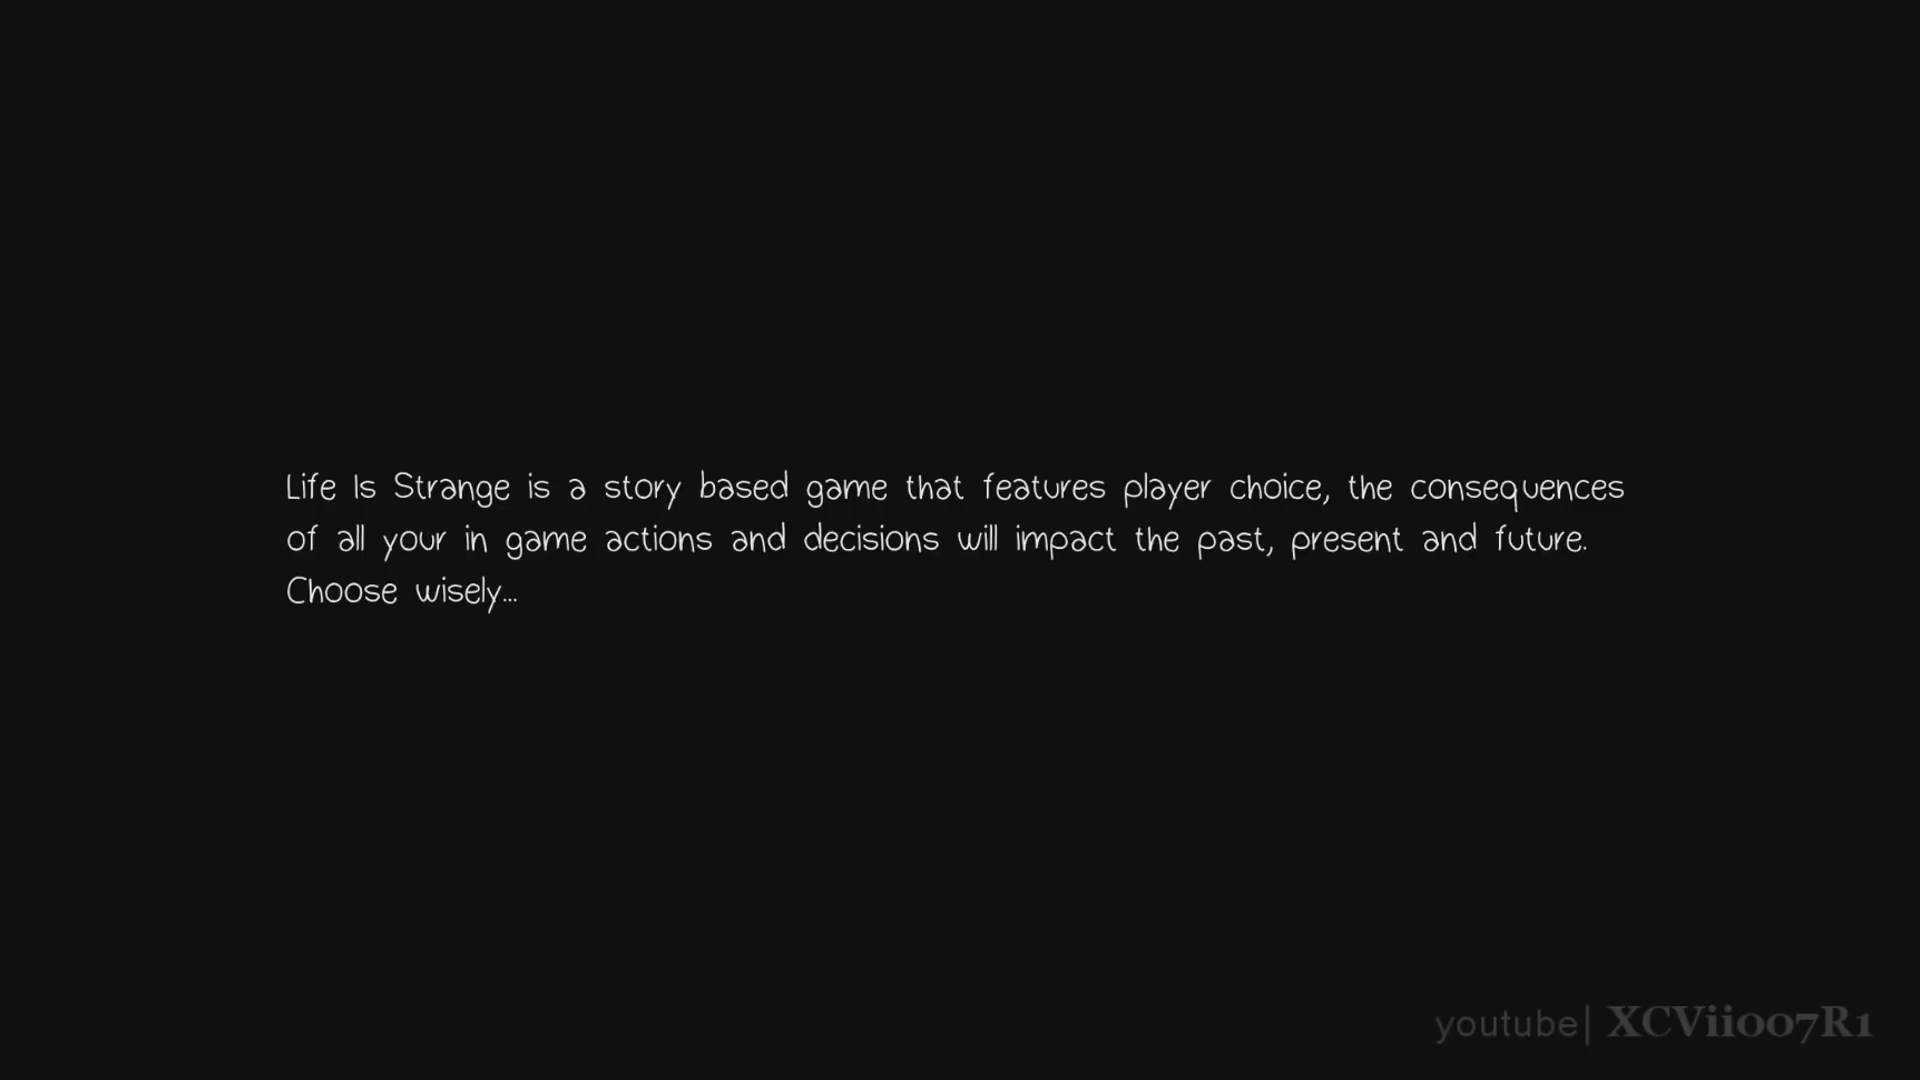 Life Is Strange is a story based game that features player choice, the consequences
of all your in game actions and decisions will impact the past, present and future.
Choose wisely...
youtube| XCVii007R1